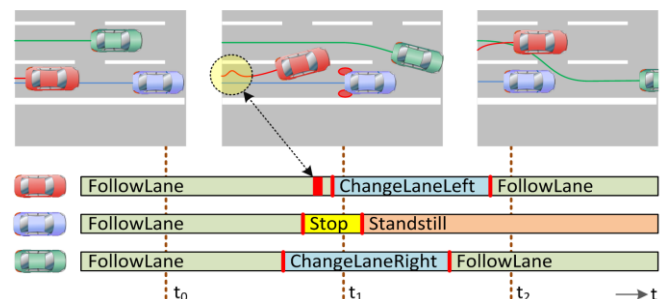 FollowLane ChangeLaneLeft FollowLane
FollowLane Stop Standstill
FollowLane ChangeLaneRight FollowLane
t0 t1 t2 t